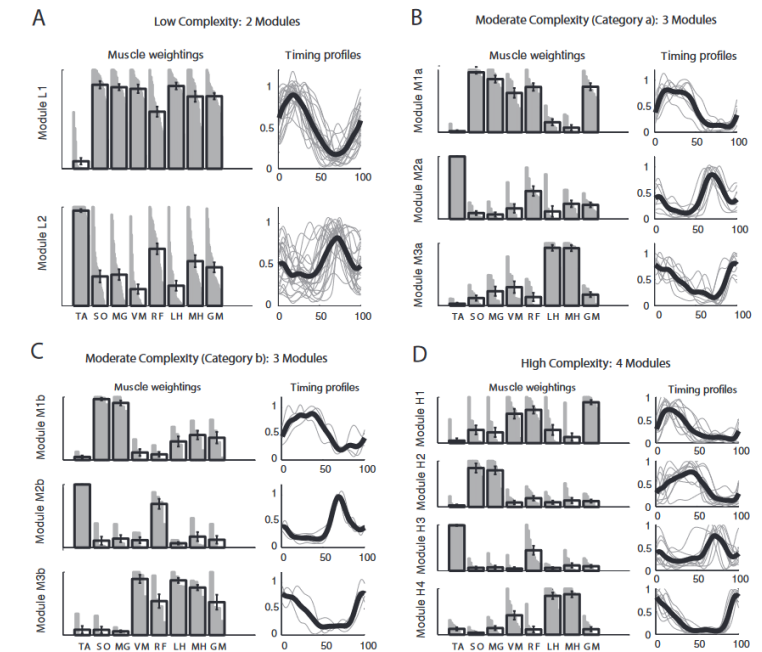 A
Low Complexity: 2 Modules
Muscle weightings
Timing profiles
Module L1
1
0.5
0
0 50 100
Module L2
1
0.5
0
0 50 100
TA SO MG VM RF LH MH GM
B
Moderate Complexity (Category a): 3 Modules
Muscle weightings
Timing profiles
Module M1a
1
0.5
0
0 50 100
Module M2a
1
0.5
0
0 50 100
Module M3a
1
0.5
0
0 50 100
TA SO MG VM RF LH MH GM
C
Moderate Complexity (Category b): 3 Modules
Muscle weightings
Timing profiles
Module M1b
1
0.5
0
0 50 100
Module M2b
1
0.5
0
0 50 100
Module M3b
1
0.5
0
0 50 100
TA SO MG VM RF LH MH GM
D
High Complexity: 4 Modules
Muscle weightings
Timing profiles
Module H1
1
0.5
0
0 50 100
Module H2
1
0.5
0
0 50 100
Module H3
1
0.5
0
0 50 100
Module H4
1
0.5
0
0 50 100
TA SO MG VM RF LH MH GM